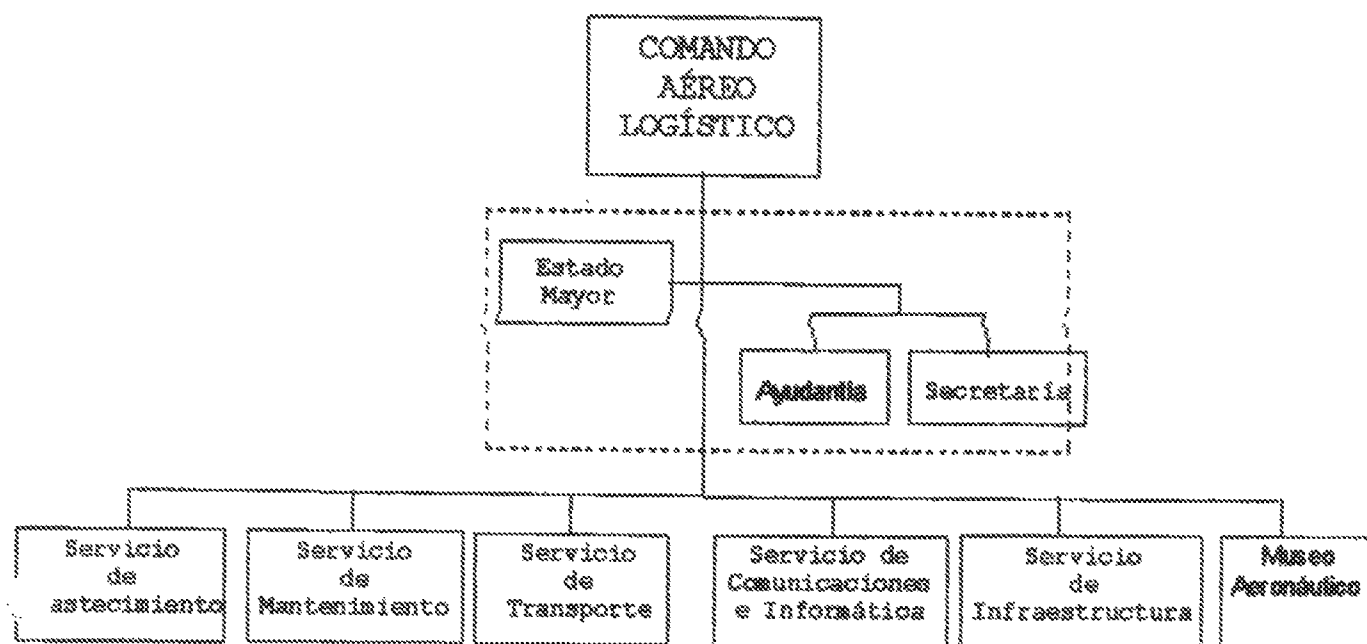 COMANDO
AÉREO
LOGÍSTICO
Estado
Mayor
Ayudantía
Secretaría
Servicio
de
astecimiento
Servicio
de
Mantenimiento
Servicio
de
Transporte
Servicio de
Comunicaciones
e Informática
Servicio
de
Infraestructura
Museo
Aeronáutico